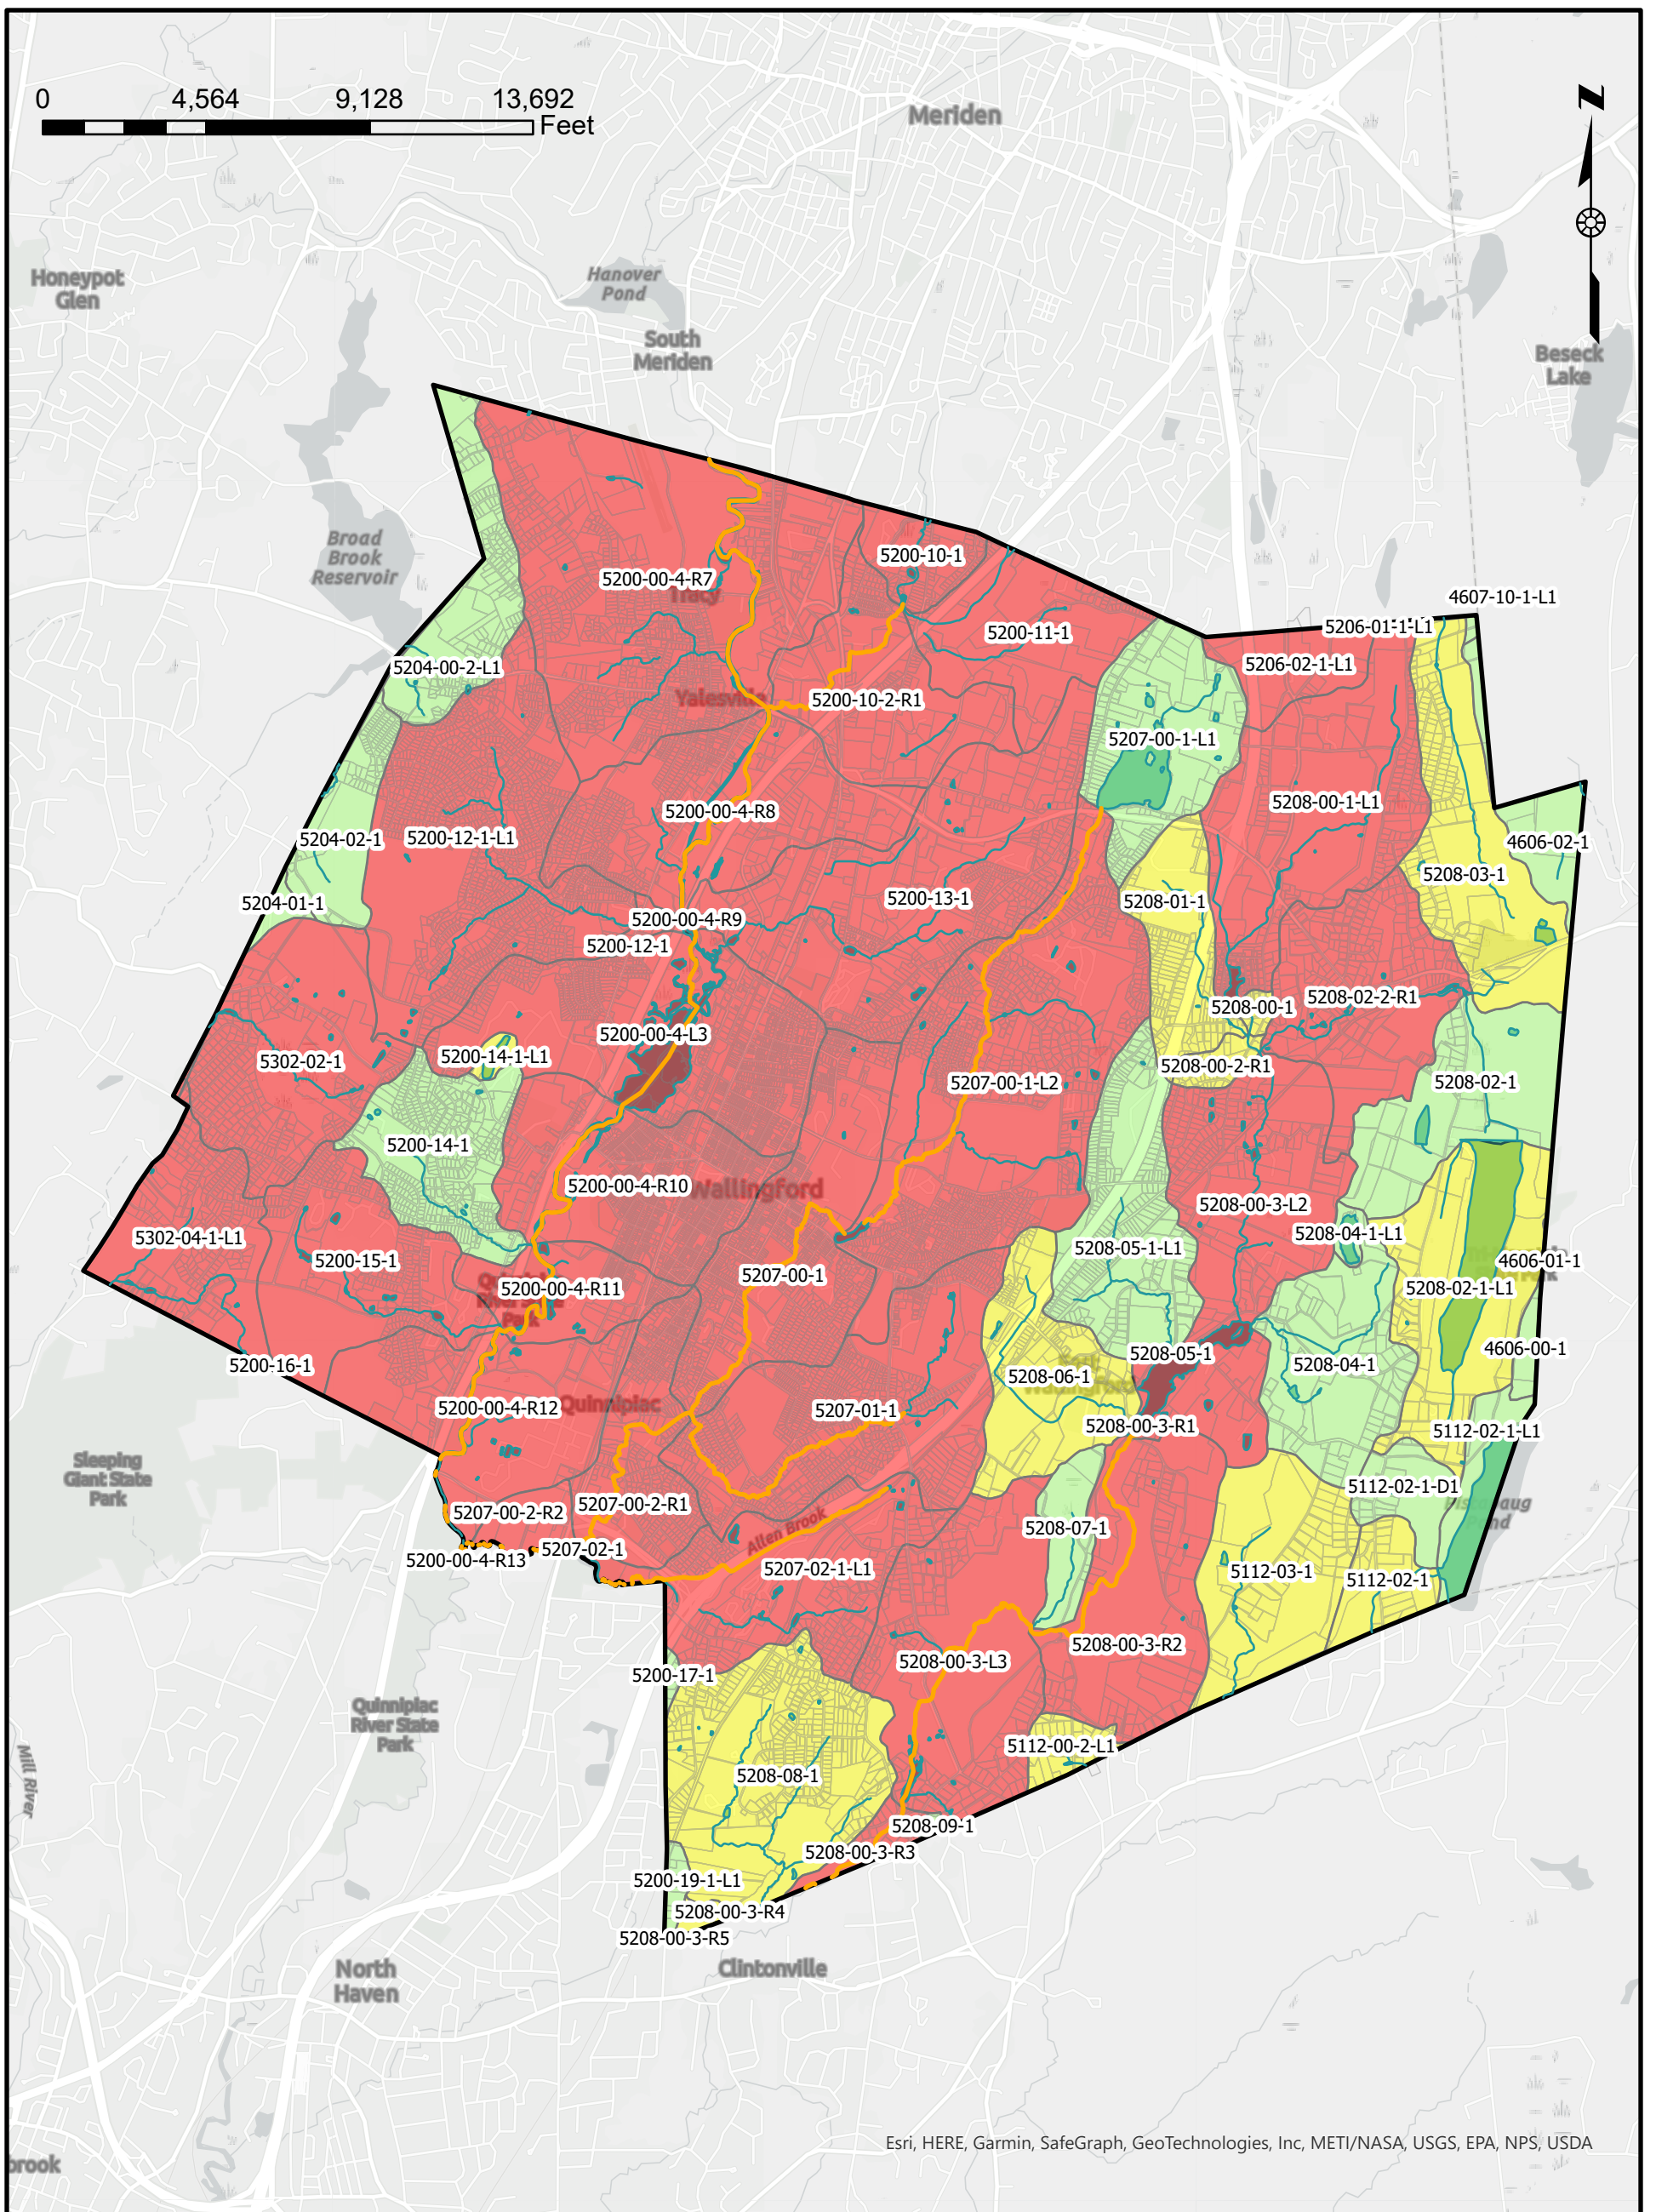 0 4,564 9,128 13,692
Feet
N
Meriden
Honeypot
Glen
Hanover
Pond
South
Meriden
Beseck
Lake
Broad
Brook
Reservoir
5200-10-1
5200-00-4-R7
Tracy
4607-10-1-L1
5206-01-1-L1
5200-11-1
5206-02-1-L1
5204-00-2-L1
Yalesville
5200-10-2-R1
5207-00-1-L1
5200-00-4-R8
5208-00-1-L1
5204-02-1
5200-12-1-L1
4606-02-1
5208-03-1
5204-01-1
5200-13-1
5208-01-1
5200-00-4-R9
5200-12-1
5208-02-2-R1
5208-00-1
5200-00-4-L3
5302-02-1
5200-14-1-L1
5208-00-2-R1
5207-00-1-L2
5208-02-1
5200-14-1
5200-00-4-R10
Wallingford
5208-00-3-L2
5302-04-1-L1
5208-04-1-L1
5208-05-1-L1
5200-15-1
4606-01-1
5207-00-1
5200-00-4-R11
Quinnipiac
River State
Park
5208-02-1-L1
5200-16-1
5208-05-1
4606-00-1
5208-04-1
5208-06-1
East
Wallingford
5200-00-4-R12
Quinnipiac
5207-01-1
5208-00-3-R1
5112-02-1-L1
Sleeping
Giant State
Park
5112-02-1-D1
Pistapaug
Pond
5207-00-2-R1
5207-00-2-R2
Allen Brook
5208-07-1
5207-02-1
5200-00-4-R13
5207-02-1-L1
5112-03-1
5112-02-1
5208-00-3-R2
5208-00-3-L3
5200-17-1
Quinnipiac
River State
Park
5112-00-2-L1
Mill River
5208-08-1
5208-09-1
5208-00-3-R3
5200-19-1-L1
5208-00-3-R4
5208-00-3-R5
North
Haven
Clintonville
Esri, HERE, Garmin, SafeGraph, GeoTechnologies, Inc, METI/NASA, USGS, EPA, NPS, USDA
brook